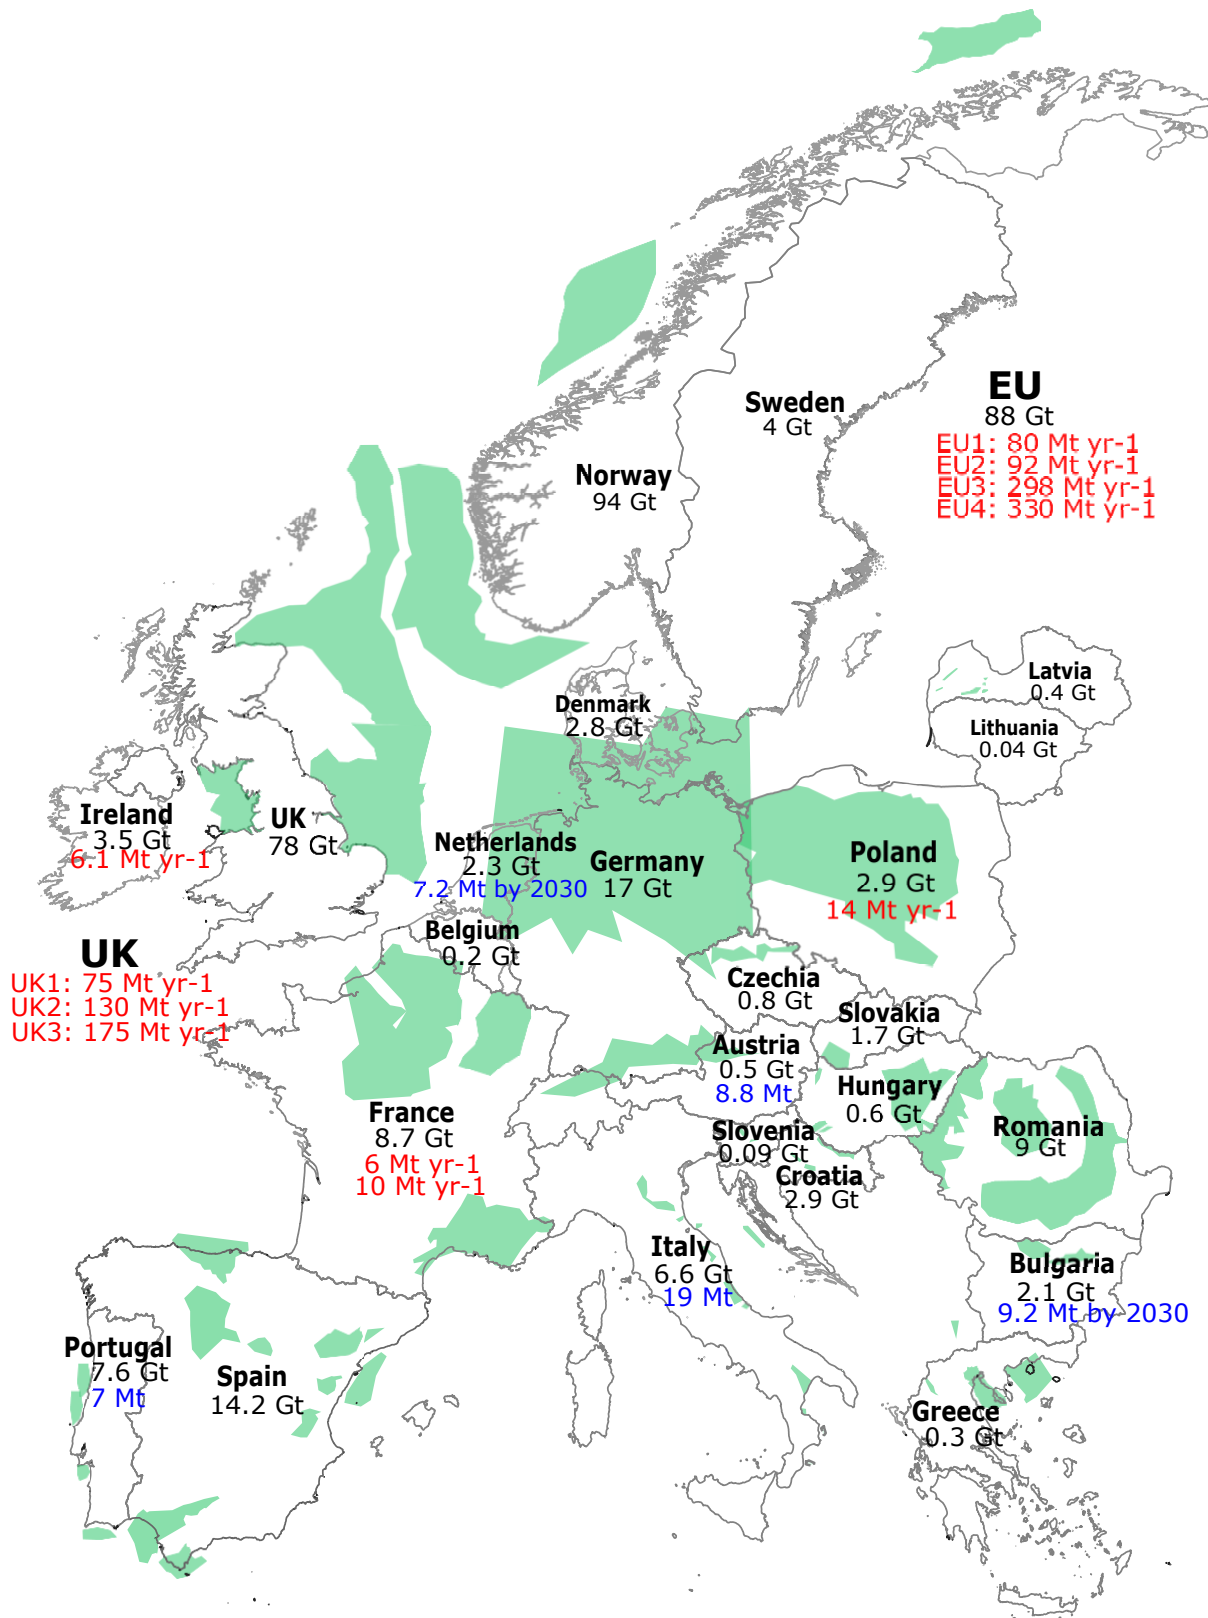 EU
88 Gt
EU1: 80 Mt yr-1
EU2: 92 Mt yr-1
EU3: 298 Mt yr-1
EU4: 330 Mt yr-1
Sweden
4 Gt
Norway
94 Gt
Latvia
0.4 Gt
Lithuania
0.04 Gt
Denmark
2.8 Gt
Ireland
3.5 Gt
6.1 Mt yr-1
UK
78 Gt
Netherlands
2.3 Gt
7.2 Mt by 2030
Germany
17 Gt
Poland
2.9 Gt
14 Mt yr-1
Belgium
0.2 Gt
UK
UK1: 75 Mt yr-1
UK2: 130 Mt yr-1
UK3: 175 Mt yr-1
Czechia
0.8 Gt
Slovakia
1.7 Gt
Austria
0.5 Gt
8.8 Mt
Hungary
0.6 Gt
France
8.7 Gt
6 Mt yr-1
10 Mt yr-1
Slovenia
0.09 Gt
Croatia
2.9 Gt
Romania
9 Gt
Italy
6.6 Gt
19 Mt
Bulgaria
2.1 Gt
9.2 Mt by 2030
Portugal
7.6 Gt
7 Mt
Spain
14.2 Gt
Greece
0.3 Gt